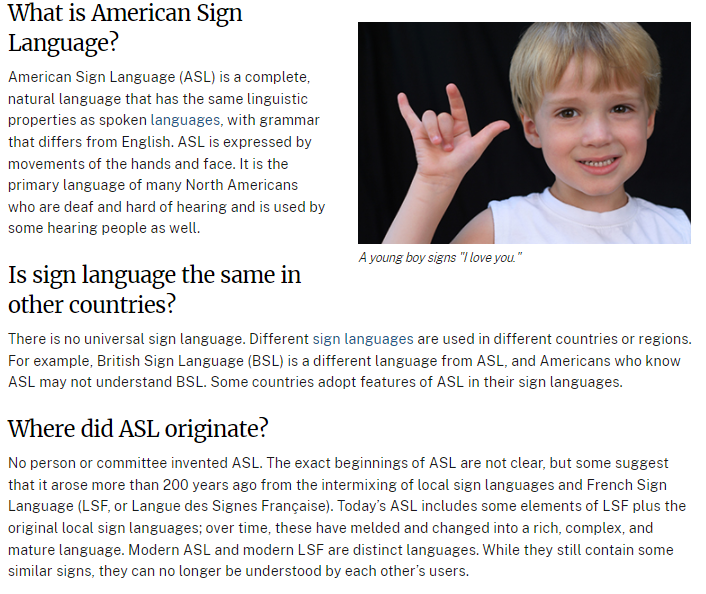 What is American Sign
Language?
American Sign Language (ASL) is a complete,
natural language that has the same linguistic
properties as spoken languages, with grammar
that differs from English. ASL is expressed by
movements of the hands and face. It is the
primary language of many North Americans
who are deaf and hard of hearing and is used by
some hearing people as well.
A young boy signs "I love you."
Is sign language the same in
other countries?
There is no universal sign language. Different sign languages are used in different countries or regions.
For example, British Sign Language (BSL) is a different language from ASL, and Americans who know
ASL may not understand BSL. Some countries adopt features of ASL in their sign languages.
Where did ASL originate?
No person or committee invented ASL. The exact beginnings of ASL are not clear, but some suggest
that it arose more than 200 years ago from the intermixing of local sign languages and French Sign
Language (LSF, or Langue des Signes Française). Today’s ASL includes some elements of LSF plus the
original local sign languages; over time, these have melded and changed into a rich, complex, and
mature language. Modern ASL and modern LSF are distinct languages. While they still contain some
similar signs, they can no longer be understood by each other’s users.